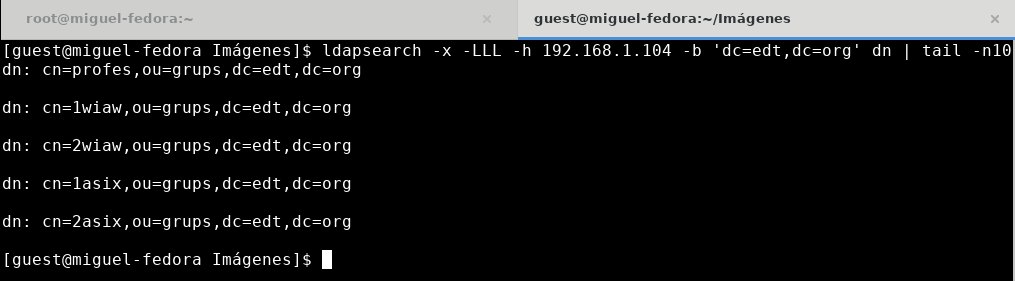 root@miguel-fedora:~ × guest@miguel-fedora:~/Imágenes ×
[guest@miguel-fedora Imágenes]$ ldapsearch -x -LLL -h 192.168.1.104 -b 'dc=edt,dc=org' dn | tail -n10
dn: cn=profes,ou=grups,dc=edt,dc=org
dn: cn=1wiaw,ou=grups,dc=edt,dc=org
dn: cn=2wiaw,ou=grups,dc=edt,dc=org
dn: cn=1asix,ou=grups,dc=edt,dc=org
dn: cn=2asix,ou=grups,dc=edt,dc=org
[guest@miguel-fedora Imágenes]$